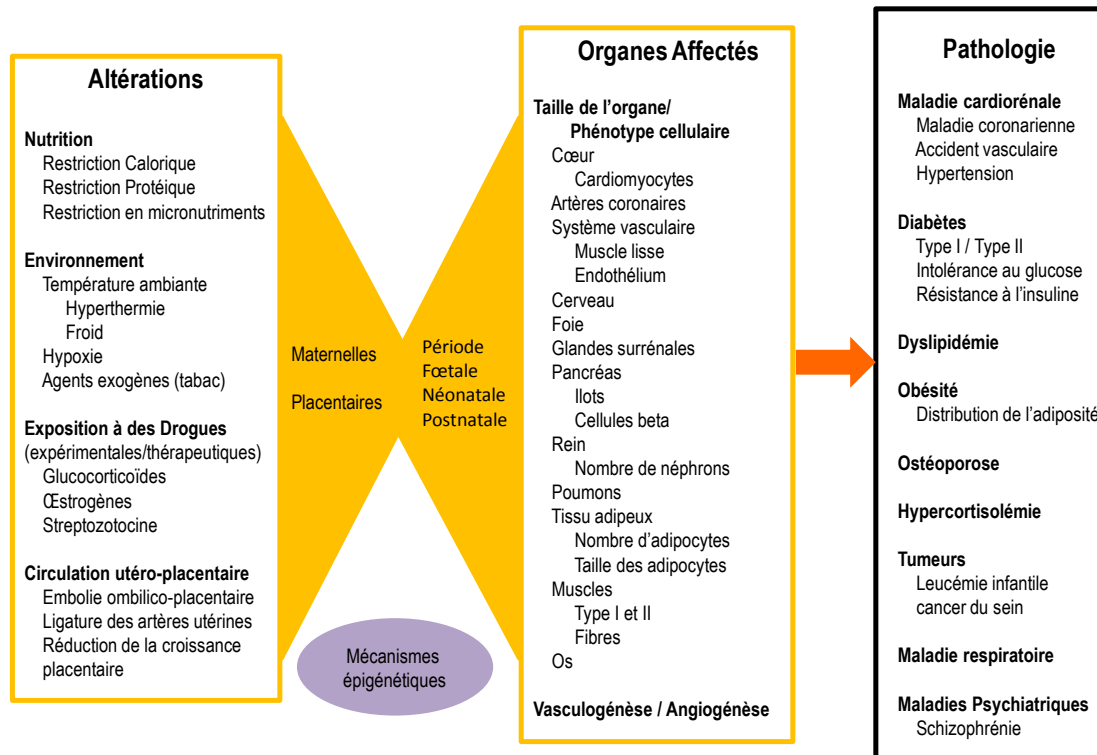 Altérations
Nutrition
Restriction Calorique
Restriction Protéique
Restriction en micronutriments
Environnement
Température ambiante
Hyperthermie
Froid
Hypoxie
Agents exogènes (tabac)
Exposition à des Drogues
(expérimentales/thérapeutiques)
Glucocorticoïdes
Œstrogènes
Streptozotocine
Circulation utéro-placentaire
Embolie ombilico-placentaire
Ligature des artères utérines
Réduction de la croissance
placentaire
Maternelles
Placentaires
Période
Fœtale
Néonatale
Postnatale
Mécanismes
épigénétiques
Organes Affectés
Taille de l'organe/
Phénotype cellulaire
Cœur
Cardiomyocytes
Artères coronaires
Système vasculaire
Muscle lisse
Endothélium
Cerveau
Foie
Glandes surrénales
Pancréas
Ilots
Cellules beta
Rein
Nombre de néphrons
Poumons
Tissu adipeux
Nombre d'adipocytes
Taille des adipocytes
Muscles
Type I et II
Fibres
Os
Vasculogénèse / Angiogénèse
Pathologie
Maladie cardiorénale
Maladie coronarienne
Accident vasculaire
Hypertension
Diabètes
Type I / Type II
Intolérance au glucose
Résistance à l'insuline
Dyslipidémie
Obésité
Distribution de l'adiposité
Ostéoporose
Hypercortisolémie
Tumeurs
Leucémie infantile
cancer du sein
Maladie respiratoire
Maladies Psychiatriques
Schizophrénie